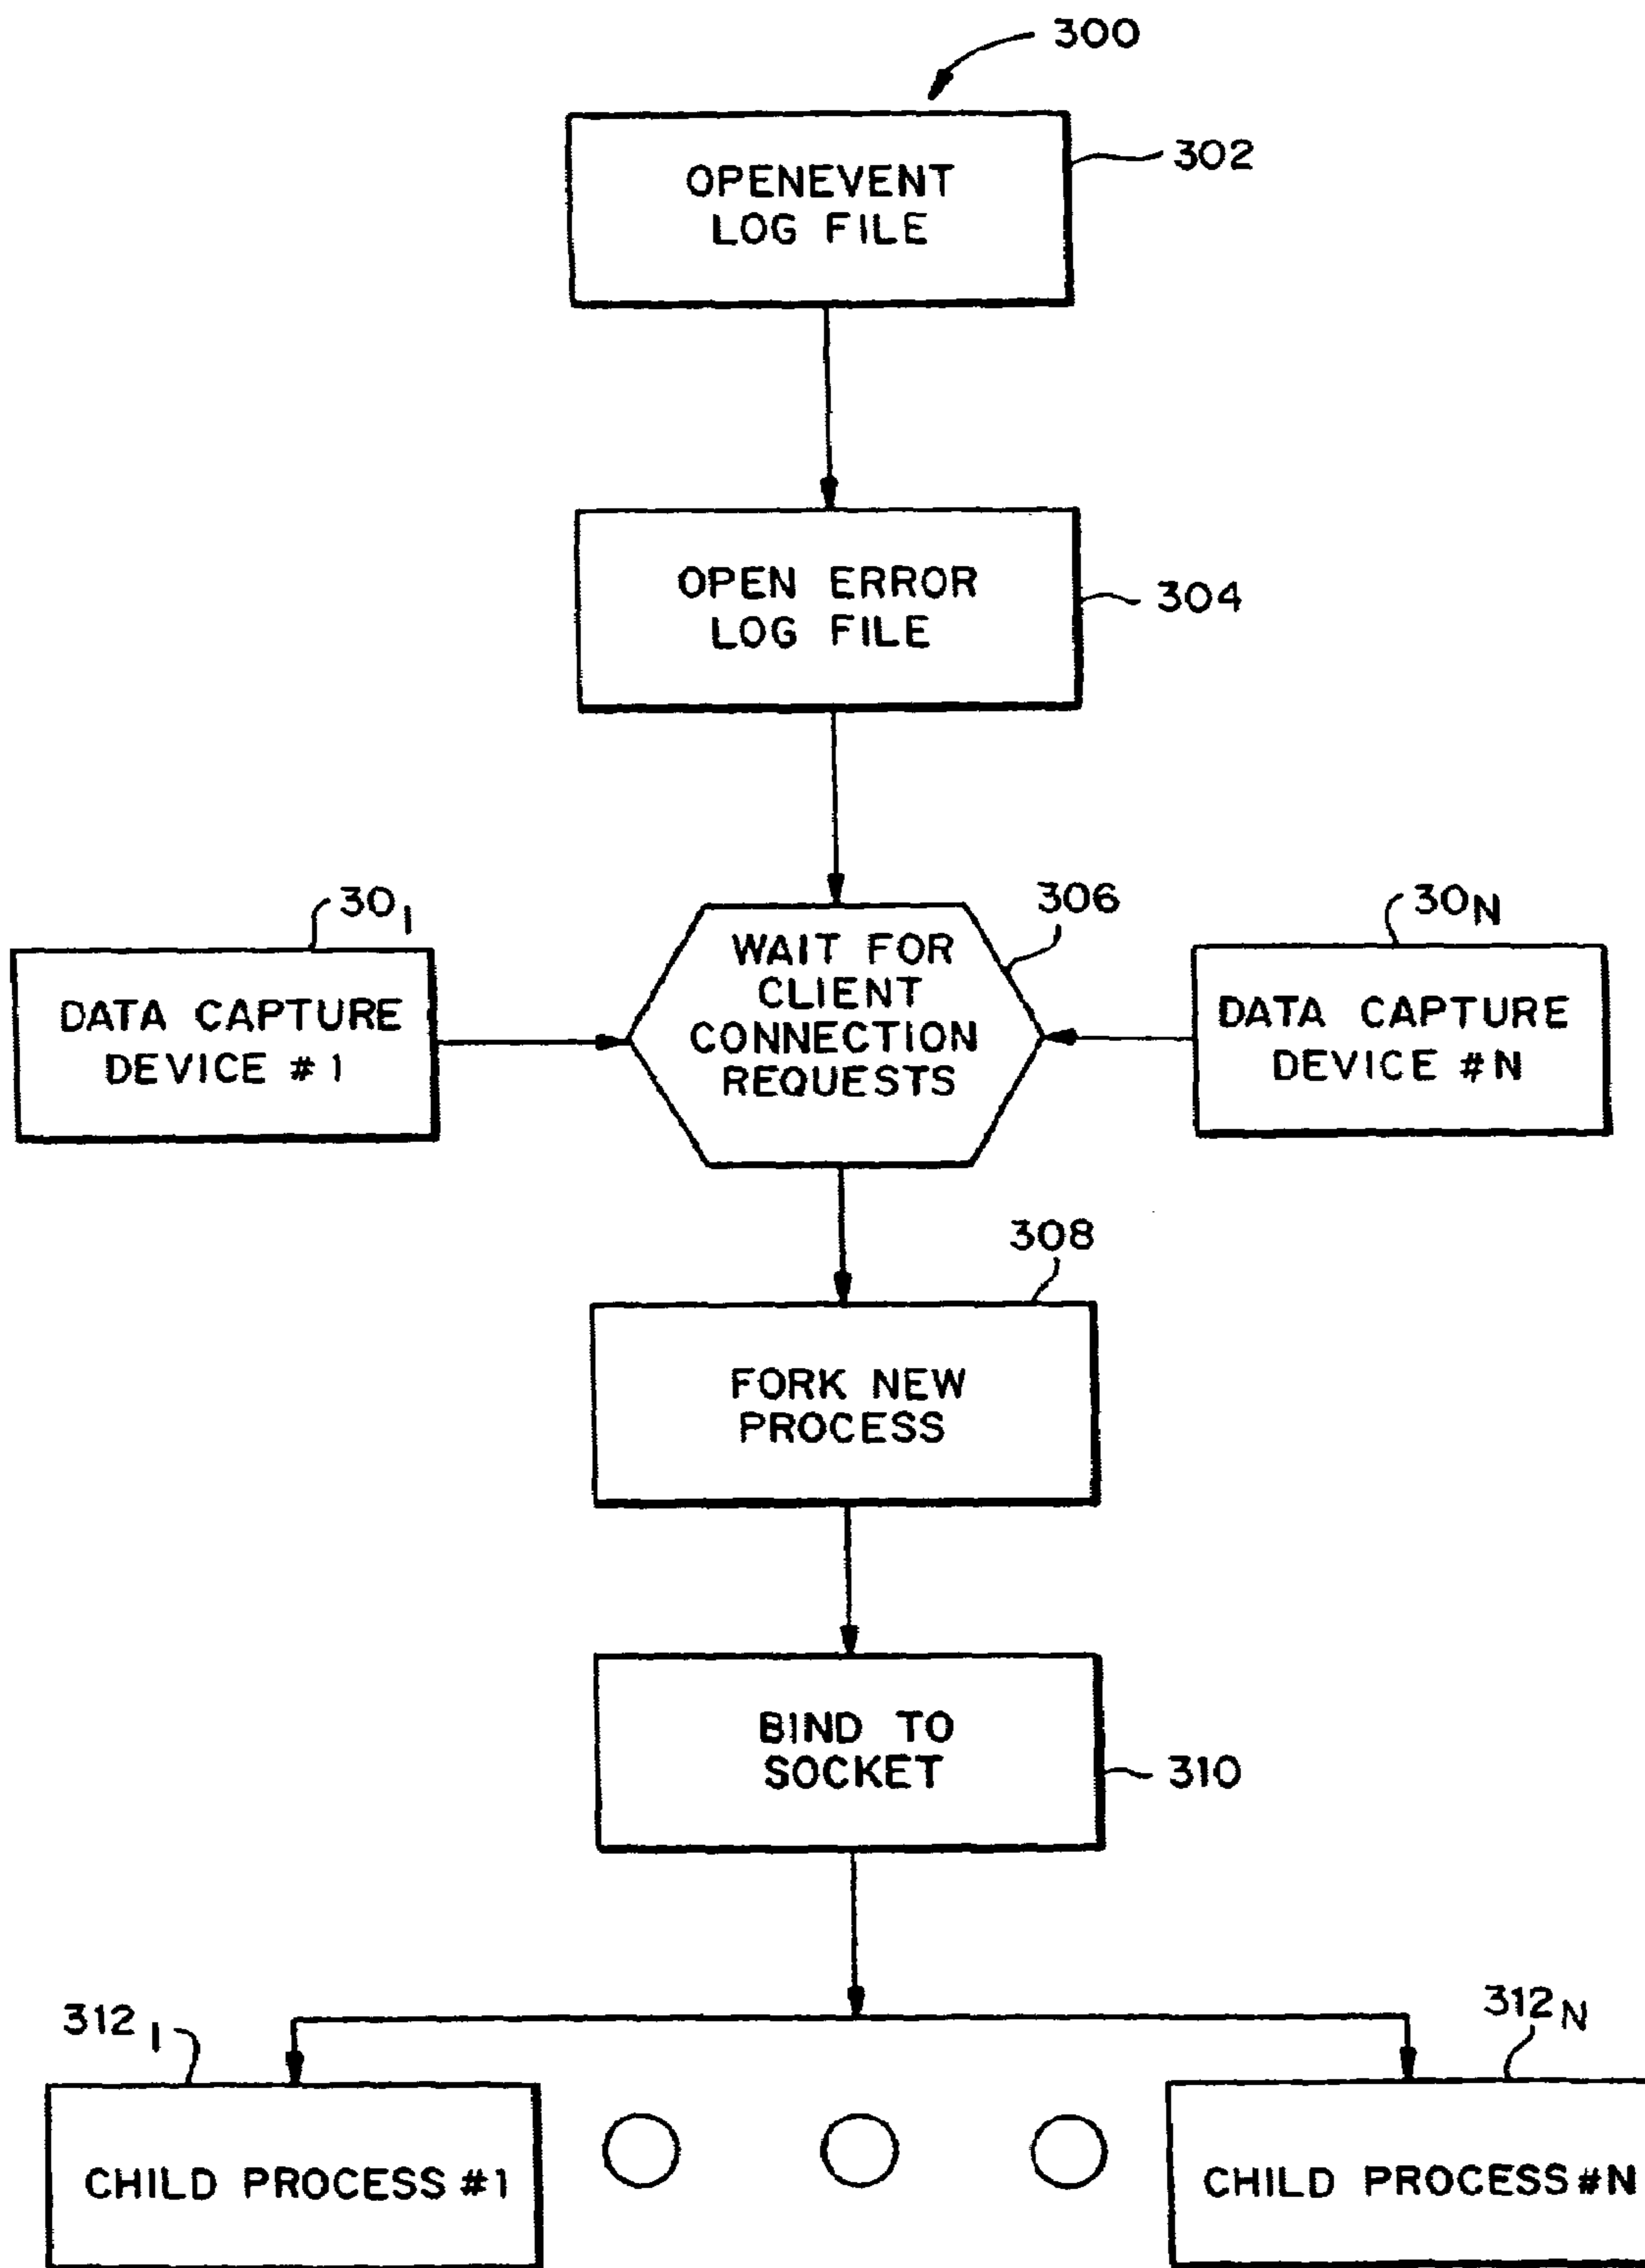 300
OPENEVENT
LOG FILE
302
OPEN ERROR
LOG FILE
304
30₁
DATA CAPTURE
DEVICE #1
WAIT FOR
CLIENT
CONNECTION
REQUESTS
306
30N
DATA CAPTURE
DEVICE #N
308
FORK NEW
PROCESS
BIND TO
SOCKET
310
312₁
CHILD PROCESS #1
312N
CHILD PROCESS #N